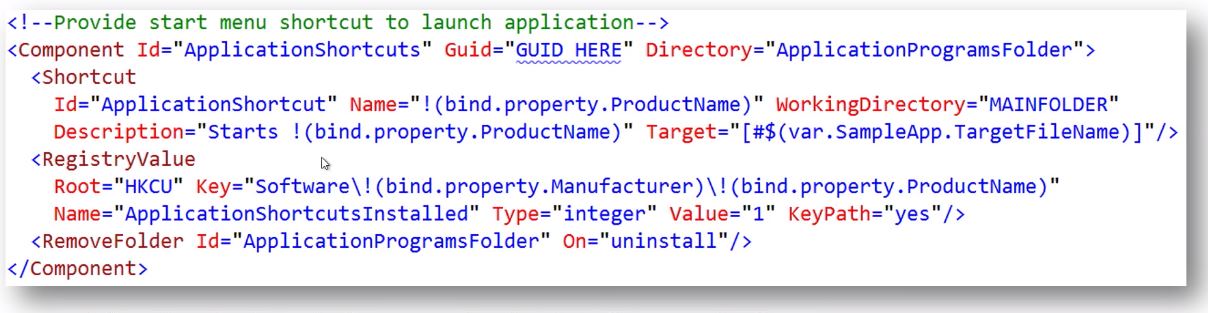 <!--Provide start menu shortcut to launch application-->
<Component Id="ApplicationShortcuts" Guid="GUID HERE" Directory="ApplicationProgramsFolder">
<Shortcut
Id="ApplicationShortcut" Name="!(bind.property.ProductName)" WorkingDirectory="MAINFOLDER"
Description="Starts !(bind.property.ProductName)" Target="[#$(var.SampleApp.TargetFileName)]"/>
<RegistryValue
Root="HKCU" Key="Software\!(bind.property.Manufacturer)\!(bind.property.ProductName)"
Name="ApplicationShortcutsInstalled" Type="integer" Value="1" KeyPath="yes"/>
<RemoveFolder Id="ApplicationProgramsFolder" On="uninstall"/>
</Component>